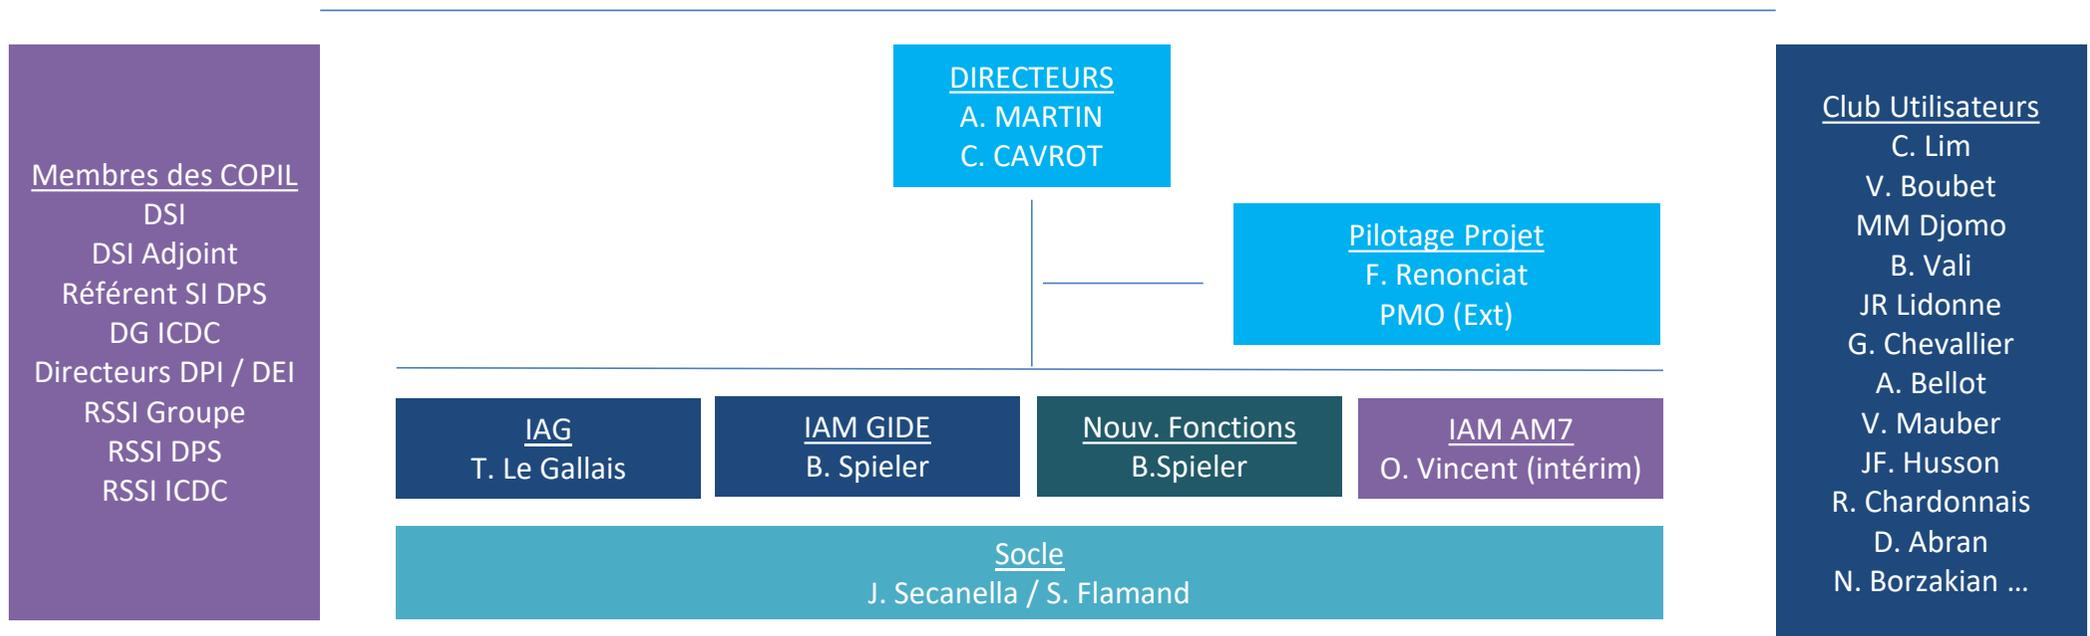 Membres des COPIL
DSI
DSI Adjoint
Référent SI DPS
DG ICDC
Directeurs DPI / DEI
RSSI Groupe
RSSI DPS
RSSI ICDC
DIRECTEURS
A. MARTIN
C. CAVROT
Pilotage Projet
F. Renonciat
PMO (Ext)
IAG
T. Le Gallais
IAM GIDE
B. Spieler
Nouv. Fonctions
B.Spieler
IAM AM7
O. Vincent (intérim)
Socle
J. Secanella / S. Flamand
Club Utilisateurs
C. Lim
V. Boubet
MM Djomo
B. Vali
JR Lidonne
G. Chevallier
A. Bellot
V. Mauber
JF. Husson
R. Chardonnais
D. Abran
N. Borzakian ...